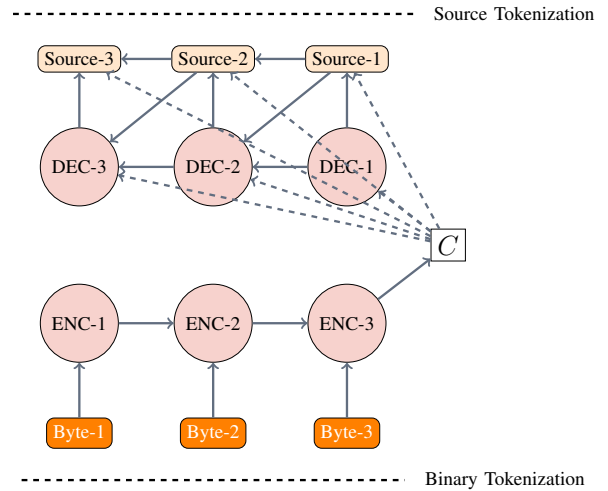 Source Tokenization
Source-3 Source-2 Source-1
DEC-3 DEC-2 DEC-1
C
ENC-1 ENC-2 ENC-3
Byte-1 Byte-2 Byte-3
Binary Tokenization